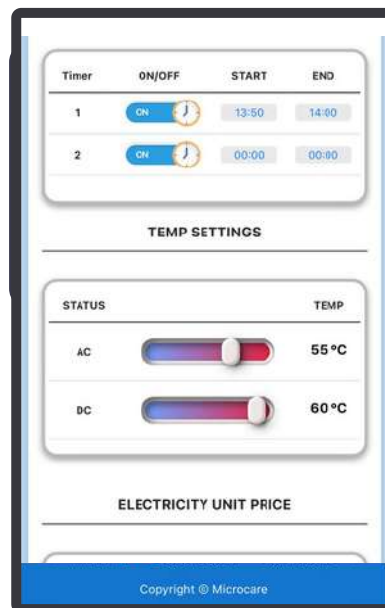 Timer ON/OFF START END
1 ON 13:50 14:00
2 ON 00:00 00:00
TEMP SETTINGS
STATUS TEMP
AC 55°C
DC 60°C
ELECTRICITY UNIT PRICE
Copyright © Microcare